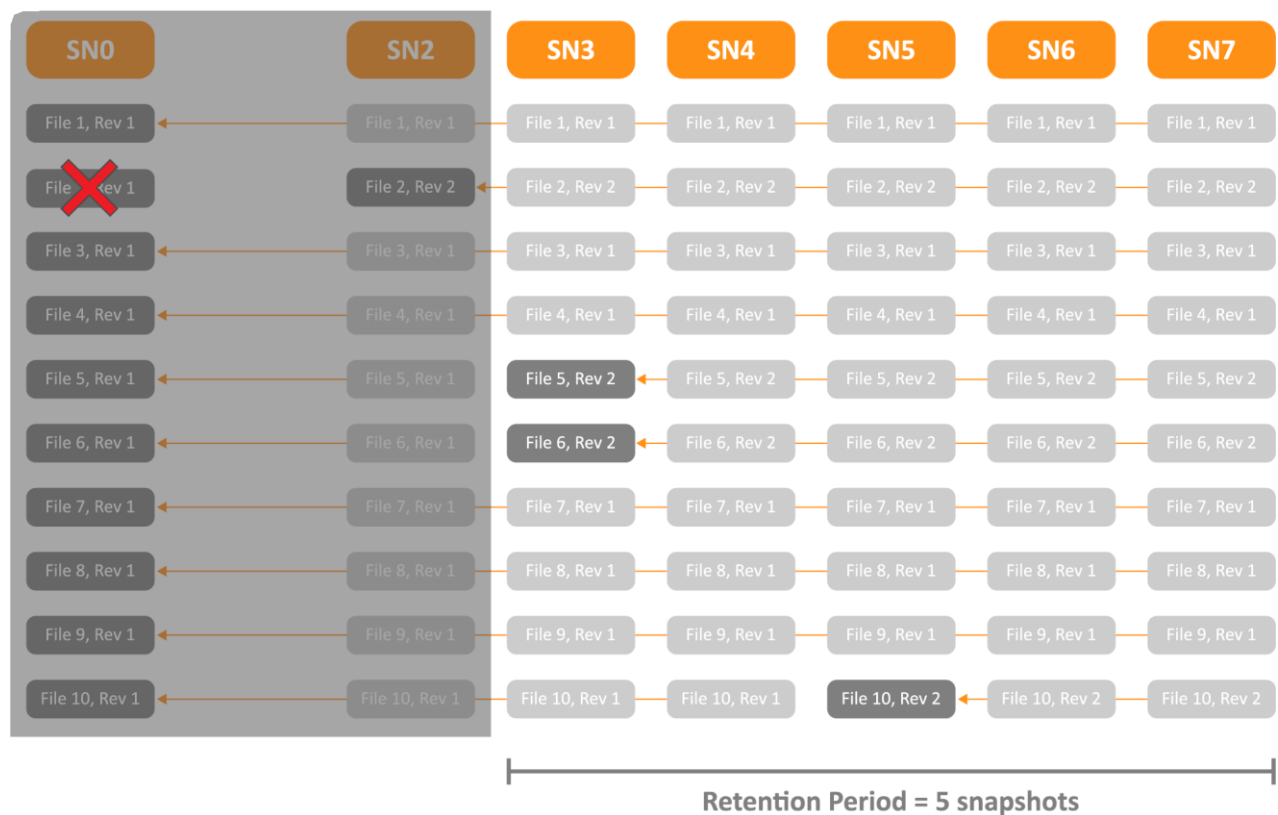 SN0 SN2 SN3 SN4 SN5 SN6 SN7
File 1, Rev 1 File 1, Rev 1 File 1, Rev 1 File 1, Rev 1 File 1, Rev 1 File 1, Rev 1 File 1, Rev 1
File Rev 1 File 2, Rev 2 File 2, Rev 2 File 2, Rev 2 File 2, Rev 2 File 2, Rev 2 File 2, Rev 2
File 3, Rev 1 File 3, Rev 1 File 3, Rev 1 File 3, Rev 1 File 3, Rev 1 File 3, Rev 1 File 3, Rev 1
File 4, Rev 1 File 4, Rev 1 File 4, Rev 1 File 4, Rev 1 File 4, Rev 1 File 4, Rev 1 File 4, Rev 1
File 5, Rev 1 File 5, Rev 1 File 5, Rev 2 File 5, Rev 2 File 5, Rev 2 File 5, Rev 2 File 5, Rev 2
File 6, Rev 1 File 6, Rev 1 File 6, Rev 2 File 6, Rev 2 File 6, Rev 2 File 6, Rev 2 File 6, Rev 2
File 7, Rev 1 File 7, Rev 1 File 7, Rev 1 File 7, Rev 1 File 7, Rev 1 File 7, Rev 1 File 7, Rev 1
File 8, Rev 1 File 8, Rev 1 File 8, Rev 1 File 8, Rev 1 File 8, Rev 1 File 8, Rev 1 File 8, Rev 1
File 9, Rev 1 File 9, Rev 1 File 9, Rev 1 File 9, Rev 1 File 9, Rev 1 File 9, Rev 1 File 9, Rev 1
File 10, Rev 1 File 10, Rev 1 File 10, Rev 1 File 10, Rev 1 File 10, Rev 2 File 10, Rev 2 File 10, Rev 2
Retention Period = 5 snapshots